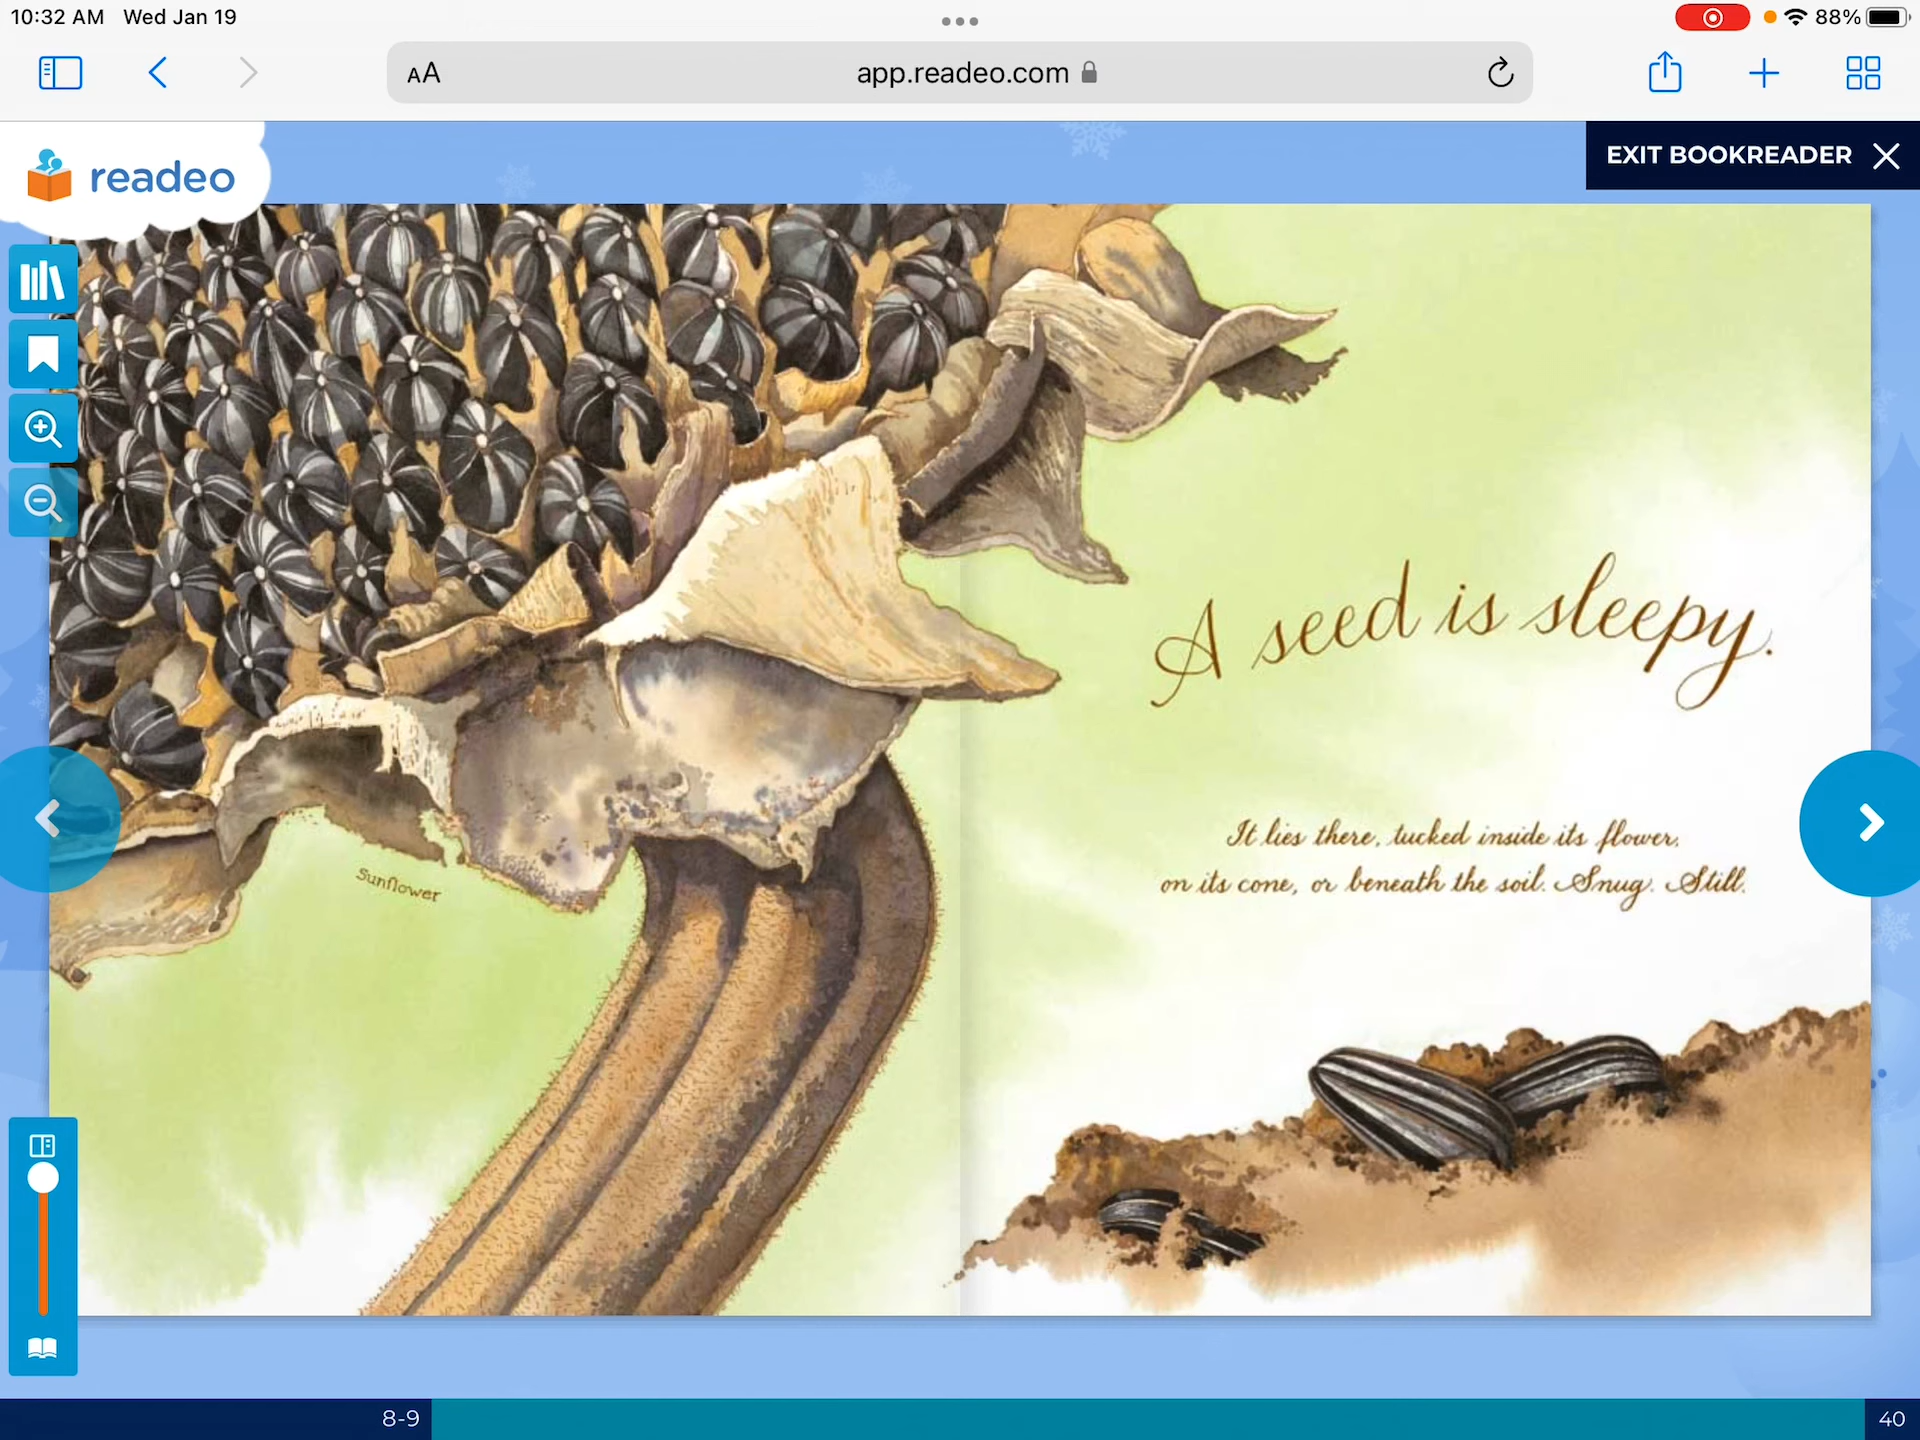 10:32 AM Wed Jan 19
88%
AA
app.readeo.com
readeo
EXIT BOOKREADER
A seed is sleepy.
It lies there, tucked inside its flower,
on its cone, or beneath the soil. Snug. Still.
Sunflower
8-9
40